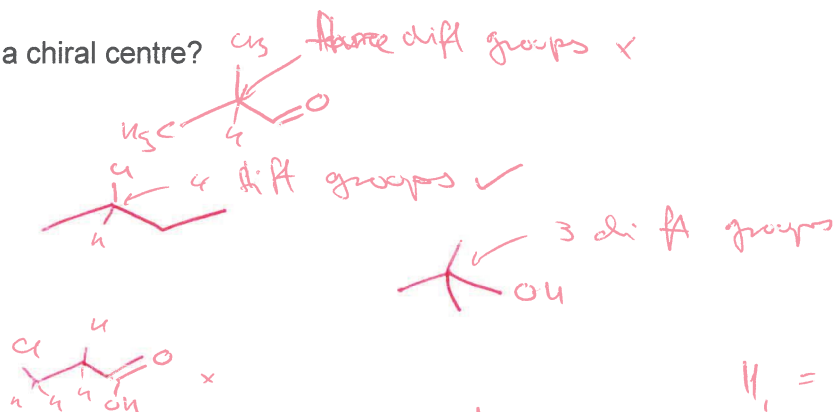 a chiral centre?
CH3 three diff groups ×
H3C H O
Cl 4 diff groups ✓
H
3 diff groups
OH
Cl H O ×
H H H OH
=